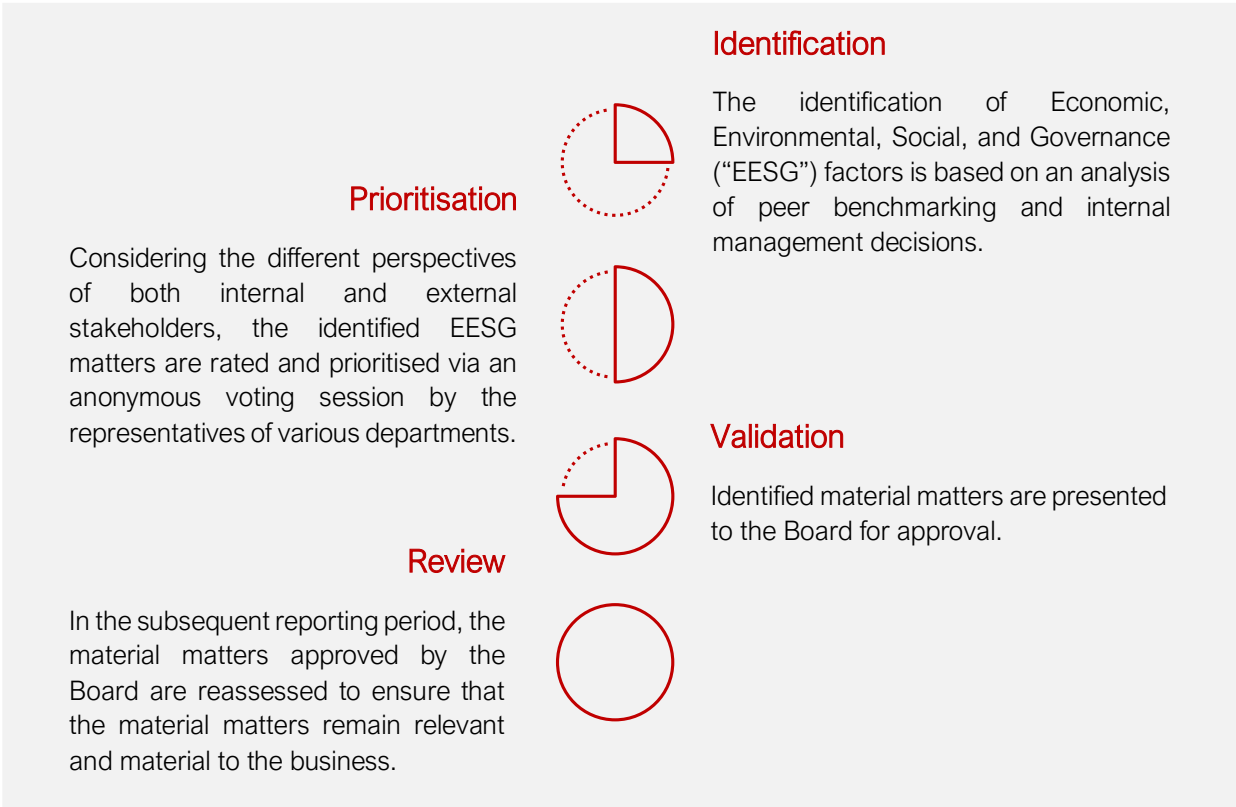 Identification
The identification of Economic,
Environmental, Social, and Governance
(“EESG”) factors is based on an analysis
of peer benchmarking and internal
management decisions.
Prioritisation
Considering the different perspectives
of both internal and external
stakeholders, the identified EESG
matters are rated and prioritised via an
anonymous voting session by the
representatives of various departments.
Validation
Identified material matters are presented
to the Board for approval.
Review
In the subsequent reporting period, the
material matters approved by the
Board are reassessed to ensure that
the material matters remain relevant
and material to the business.